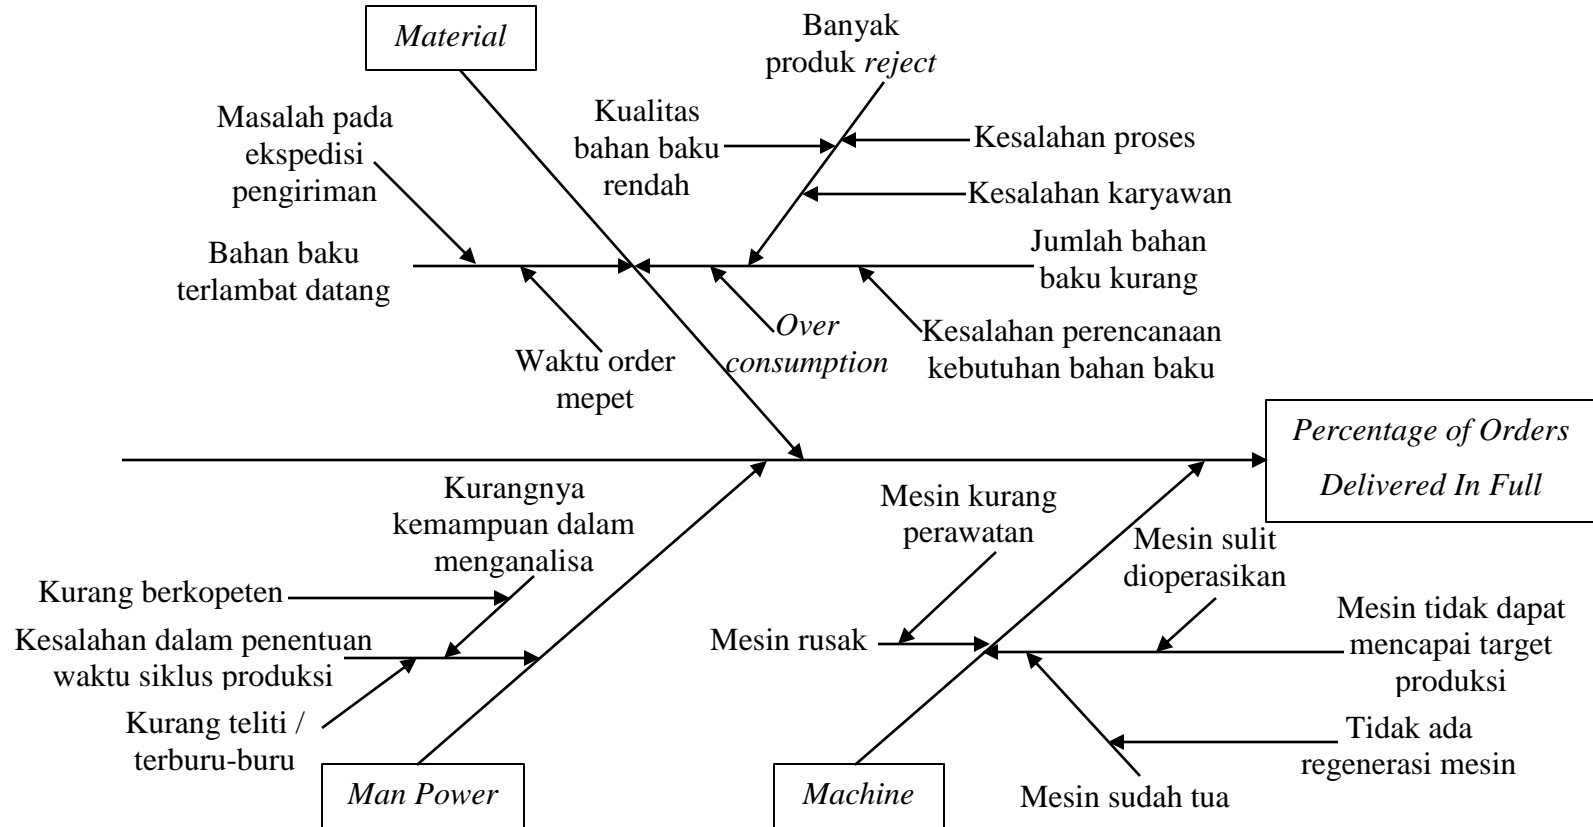 Material
Banyak
produk reject
Masalah pada
ekspedisi
pengiriman
Kualitas
bahan baku
rendah
Kesalahan proses
Kesalahan karyawan
Bahan baku
terlambat datang
Jumlah bahan
baku kurang
Waktu order
mepet
Over
consumption
Kesalahan perencanaan
kebutuhan bahan baku
Percentage of Orders
Delivered In Full
Kurangnya
kemampuan dalam
menganalisa
Kurang berkopeten
Kesalahan dalam penentuan
waktu siklus produksi
Kurang teliti /
terburu-buru
Man Power
Mesin kurang
perawatan
Mesin sulit
dioperasikan
Mesin rusak
Mesin tidak dapat
mencapai target
produksi
Tidak ada
regenerasi mesin
Mesin sudah tua
Machine